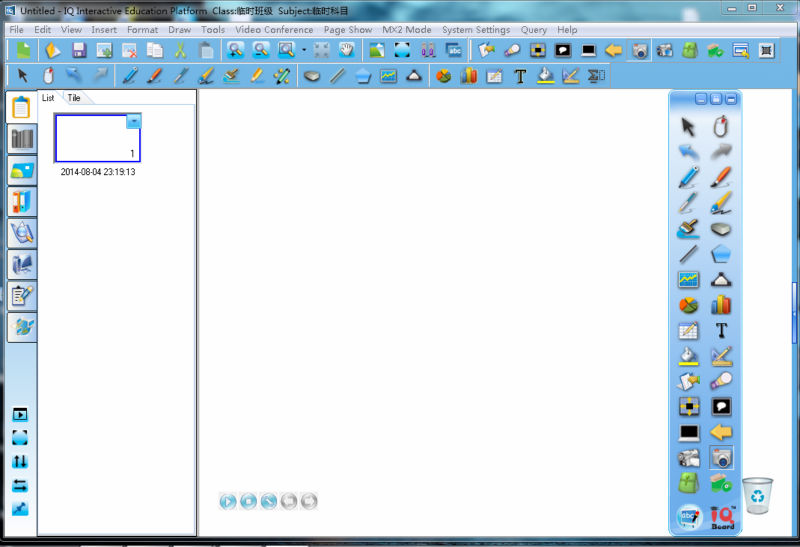 Untitled - IQ Interactive Education Platform  Class:临时班级  Subject:临时科目
File Edit View Insert Format Draw Tools Video Conference Page Show MX2 Mode System Settings Query Help
abc
T
List Tile
1
2014-08-04 23:19:13
T
abc
IQ
Board